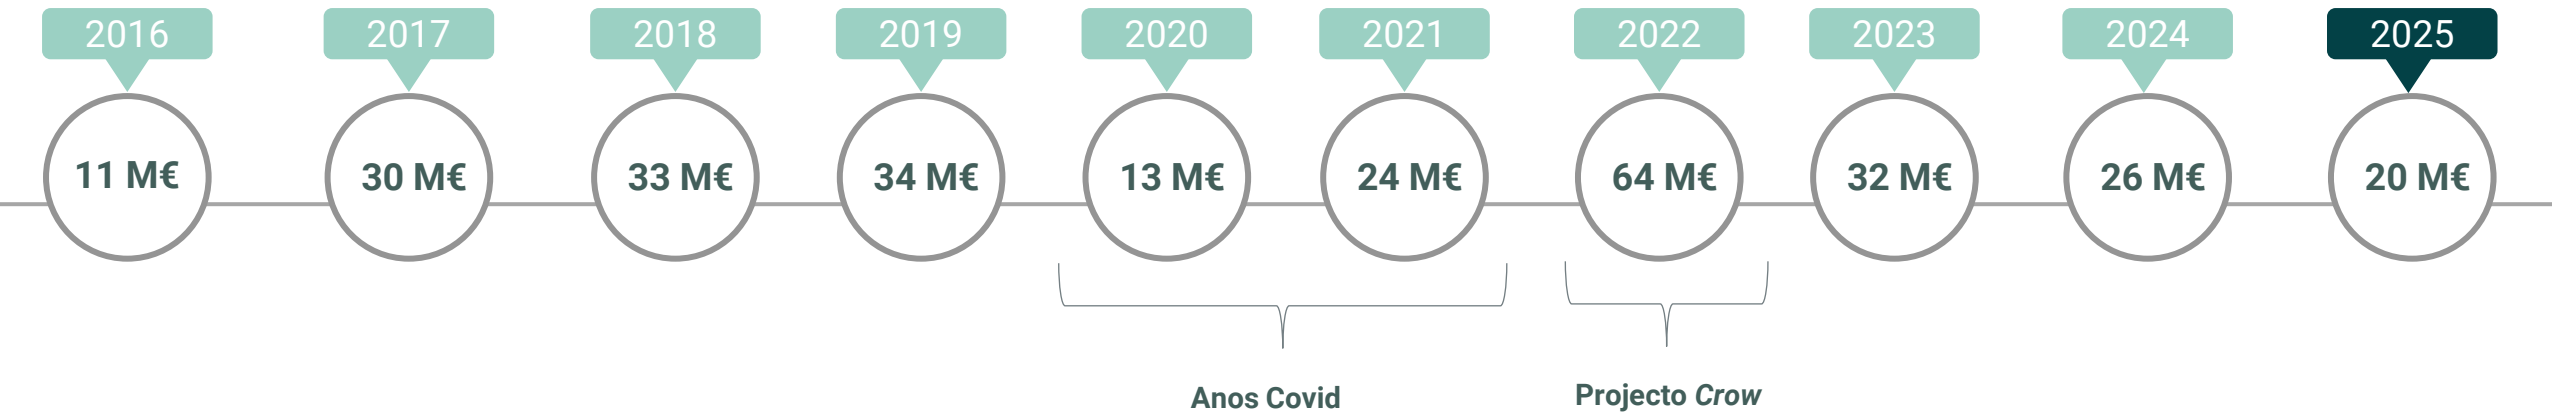 2016 2017 2018 2019 2020 2021 2022 2023 2024 2025
11 M€ 30 M€ 33 M€ 34 M€ 13 M€ 24 M€ 64 M€ 32 M€ 26 M€ 20 M€
Anos Covid
Projecto Crow